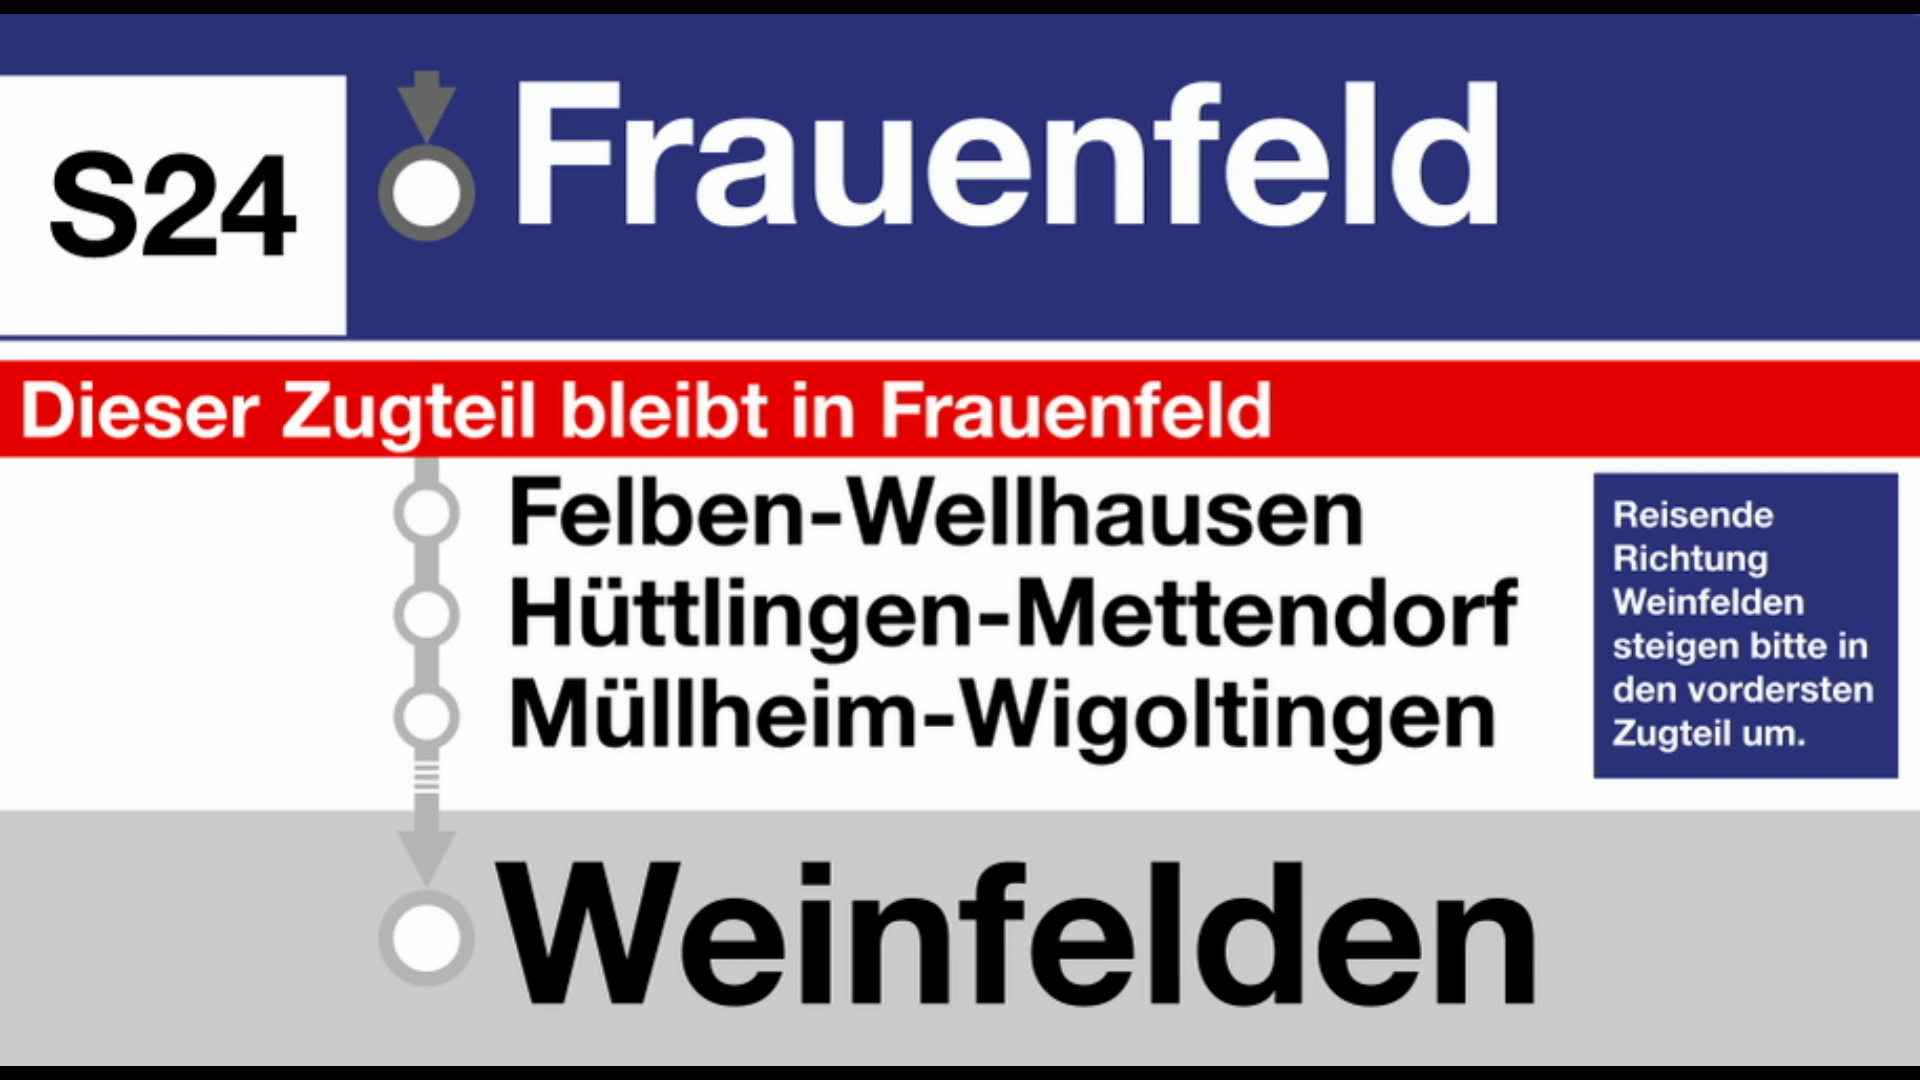 S24
Frauenfeld
Dieser Zugteil bleibt in Frauenfeld
Felben-Wellhausen
Hüttlingen-Mettendorf
Müllheim-Wigoltingen
Reisende
Richtung
Weinfelden
steigen bitte in
den vordersten
Zugteil um.
Weinfelden